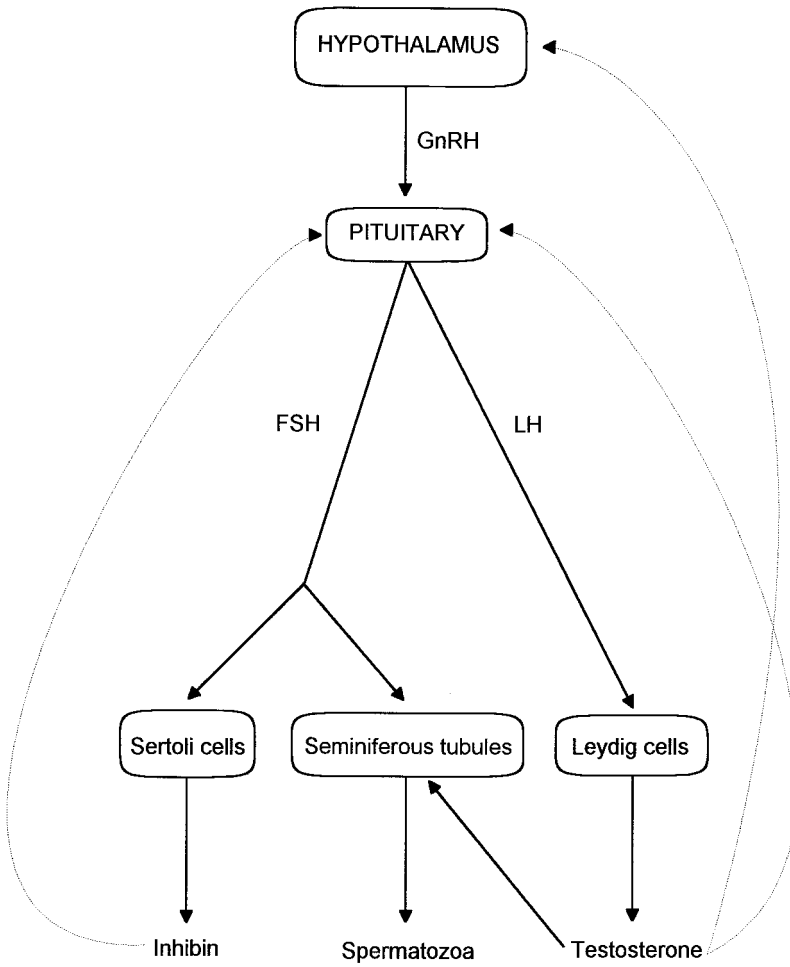 HYPOTHALAMUS
GnRH
PITUITARY
FSH
LH
Sertoli cells
Seminiferous tubules
Leydig cells
Inhibin
Spermatozoa
Testosterone